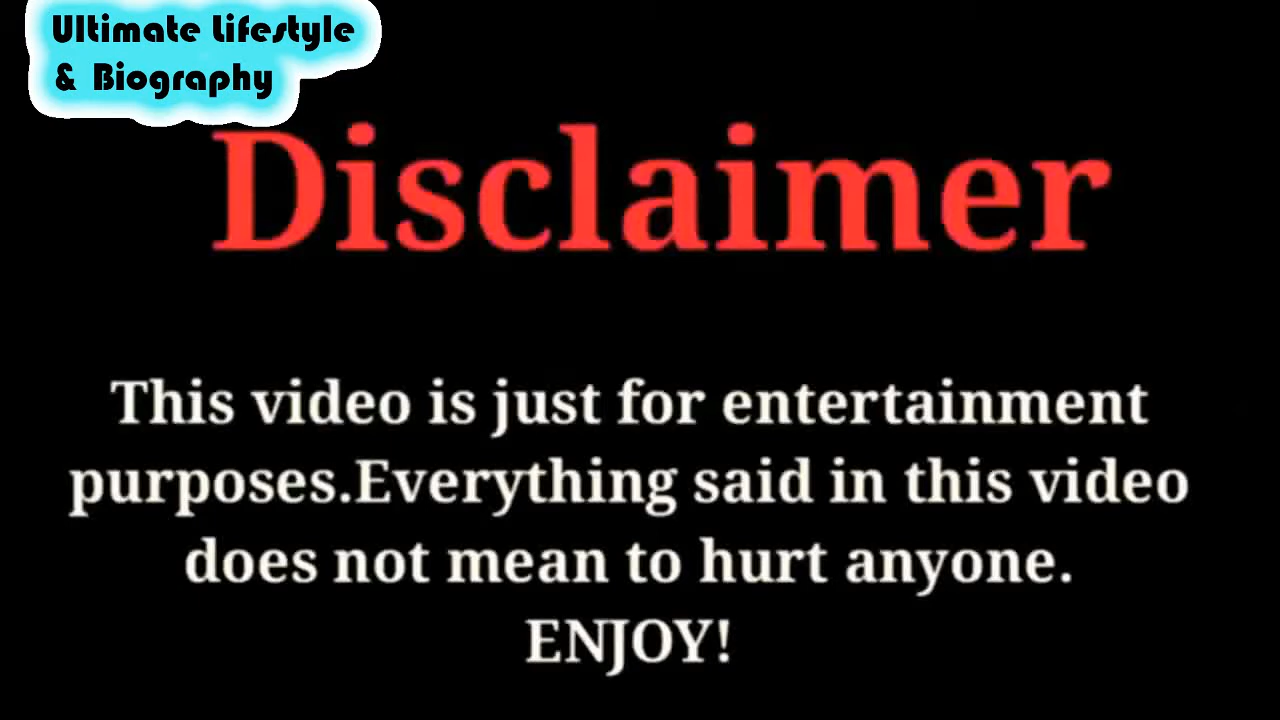 Ultimate Lifestyle
& Biography
Disclaimer
This video is just for entertainment
purposes.Everything said in this video
does not mean to hurt anyone.
ENJOY!